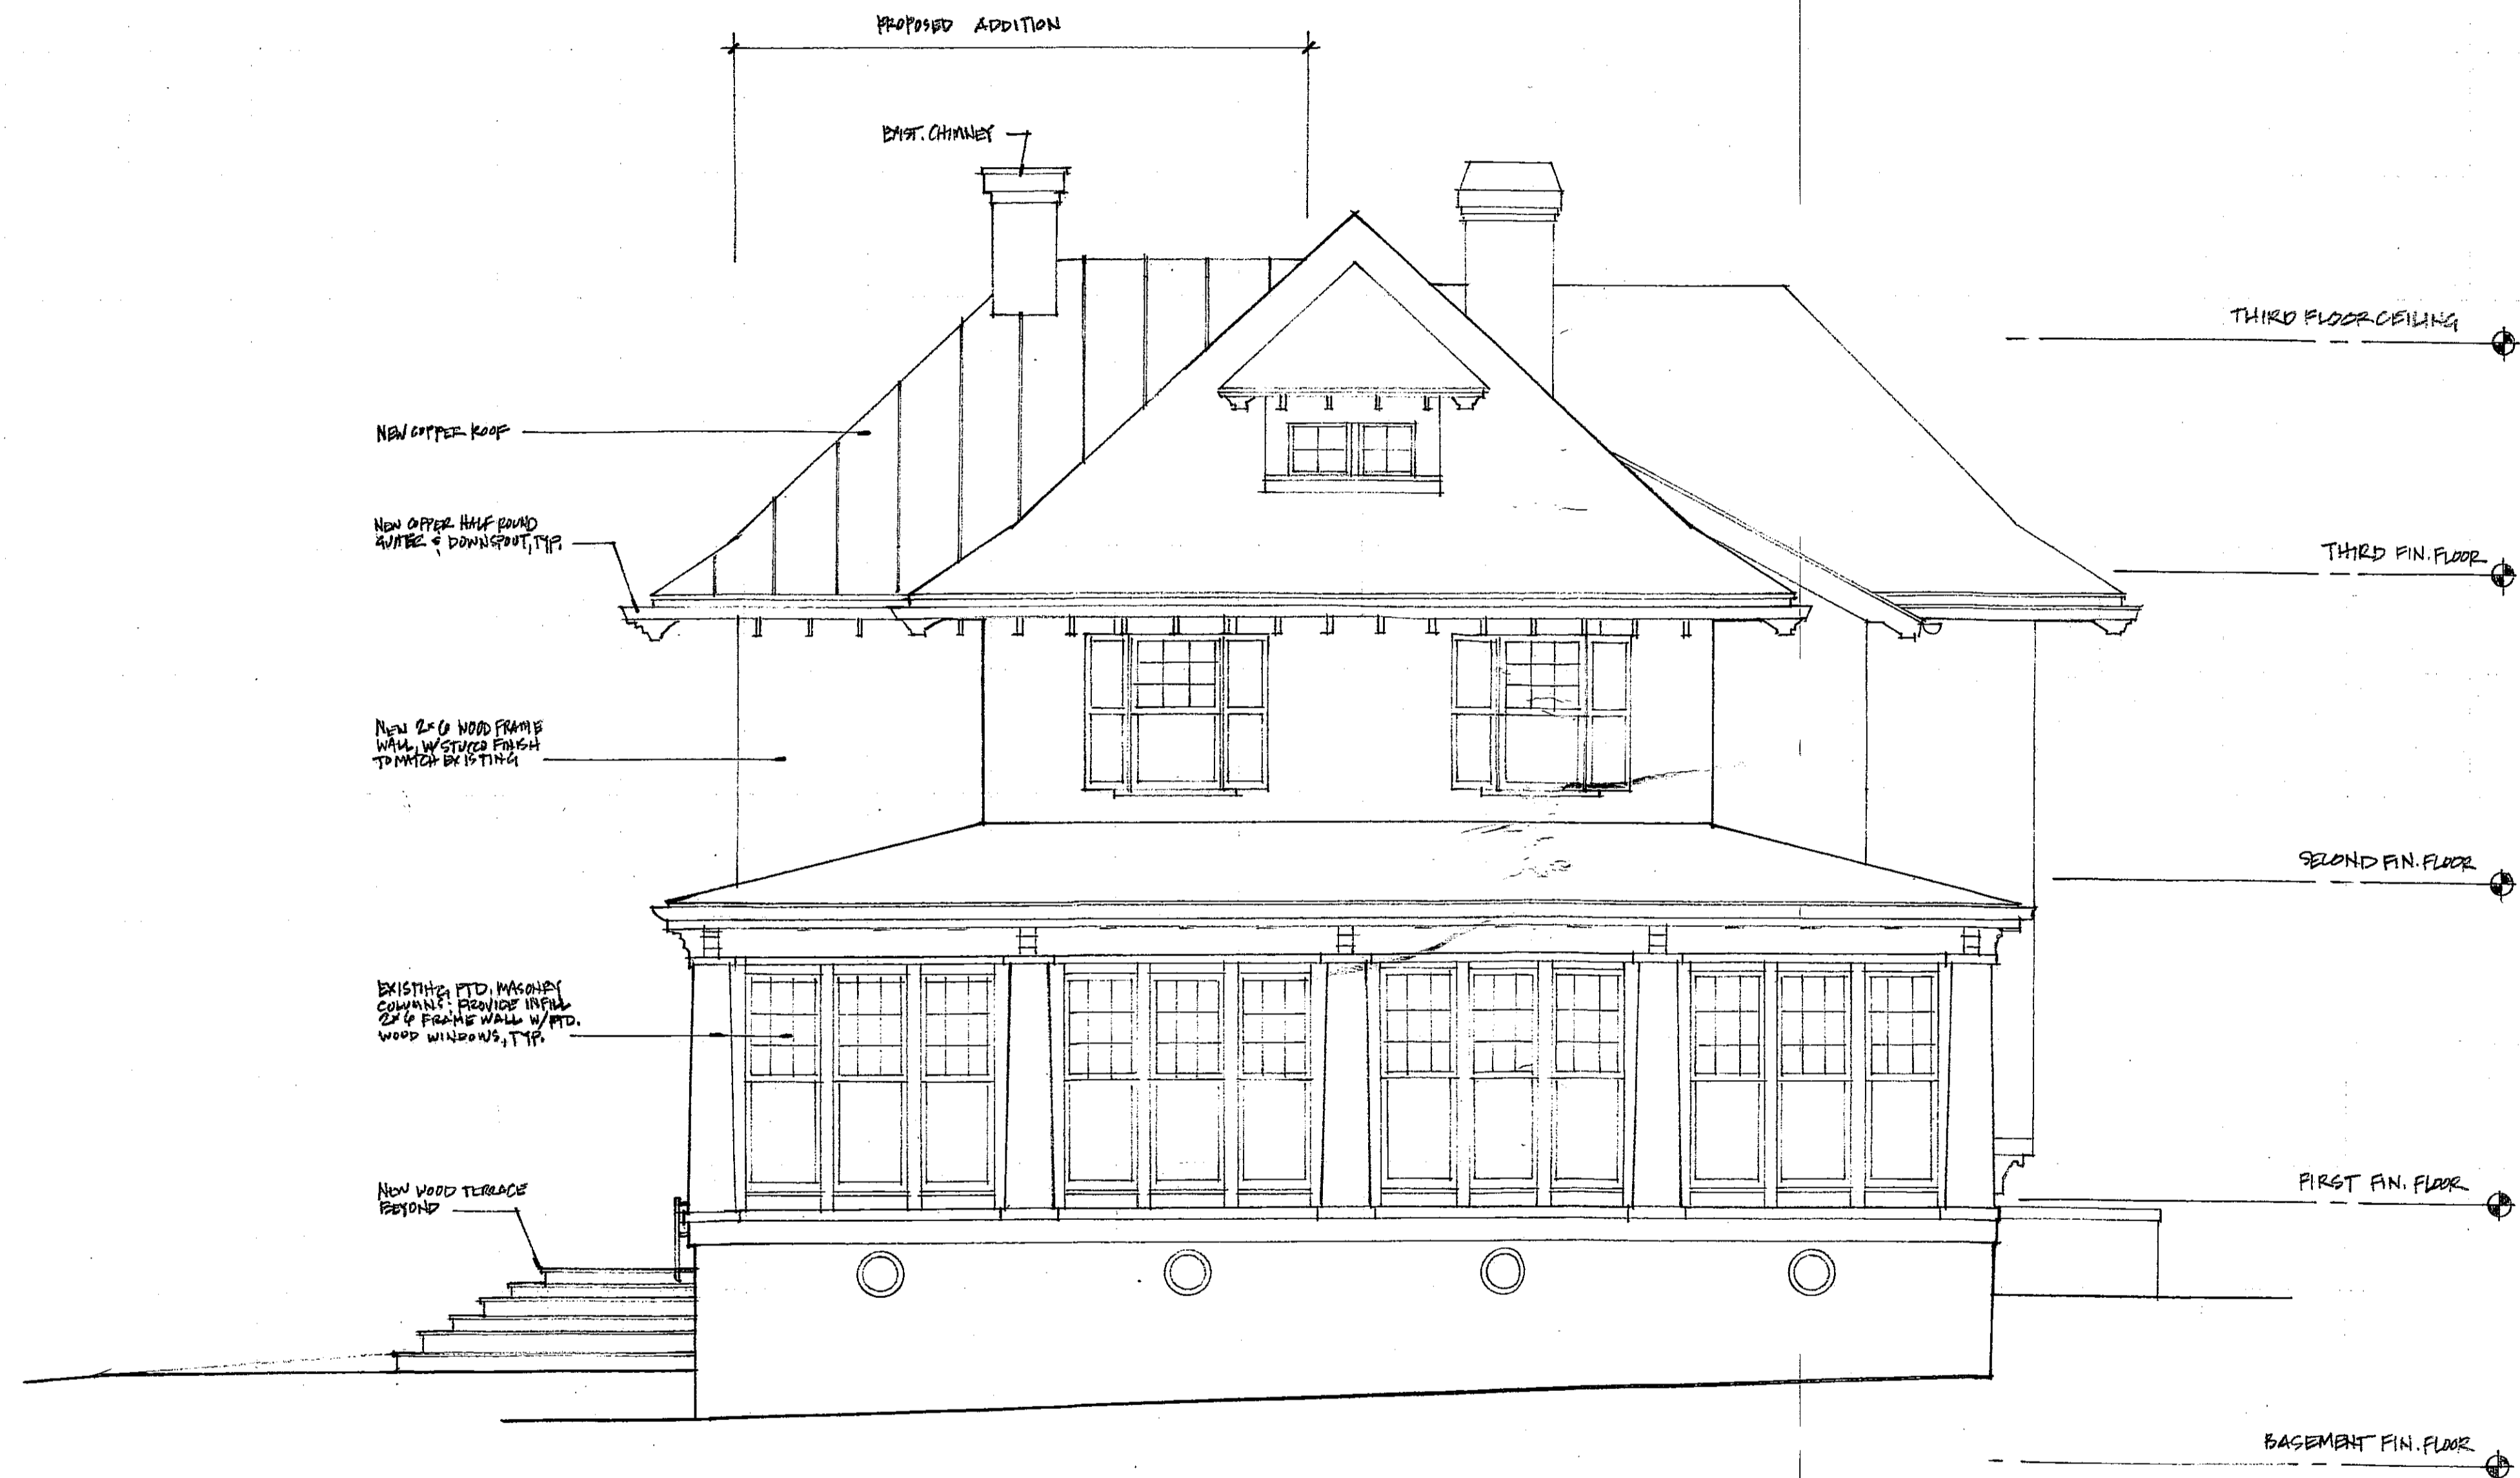 PROPOSED ADDITION
EXIST. CHIMNEY
THIRD FLOOR CEILING
NEW COPPER ROOF
NEW COPPER HALF ROUND
GUTTER & DOWNSPOUT, TYP.
THIRD FIN. FLOOR
NEW 2x6 WOOD FRAME
WALL, W/ STUCCO FINISH
TO MATCH EXISTING
SECOND FIN. FLOOR
EXISTING PTD. MASONRY
COLUMNS: PROVIDE INFILL
2x6 FRAME WALL W/ PTD.
WOOD WINDOWS, TYP.
NEW WOOD TERRACE
BEYOND
FIRST FIN. FLOOR
BASEMENT FIN. FLOOR